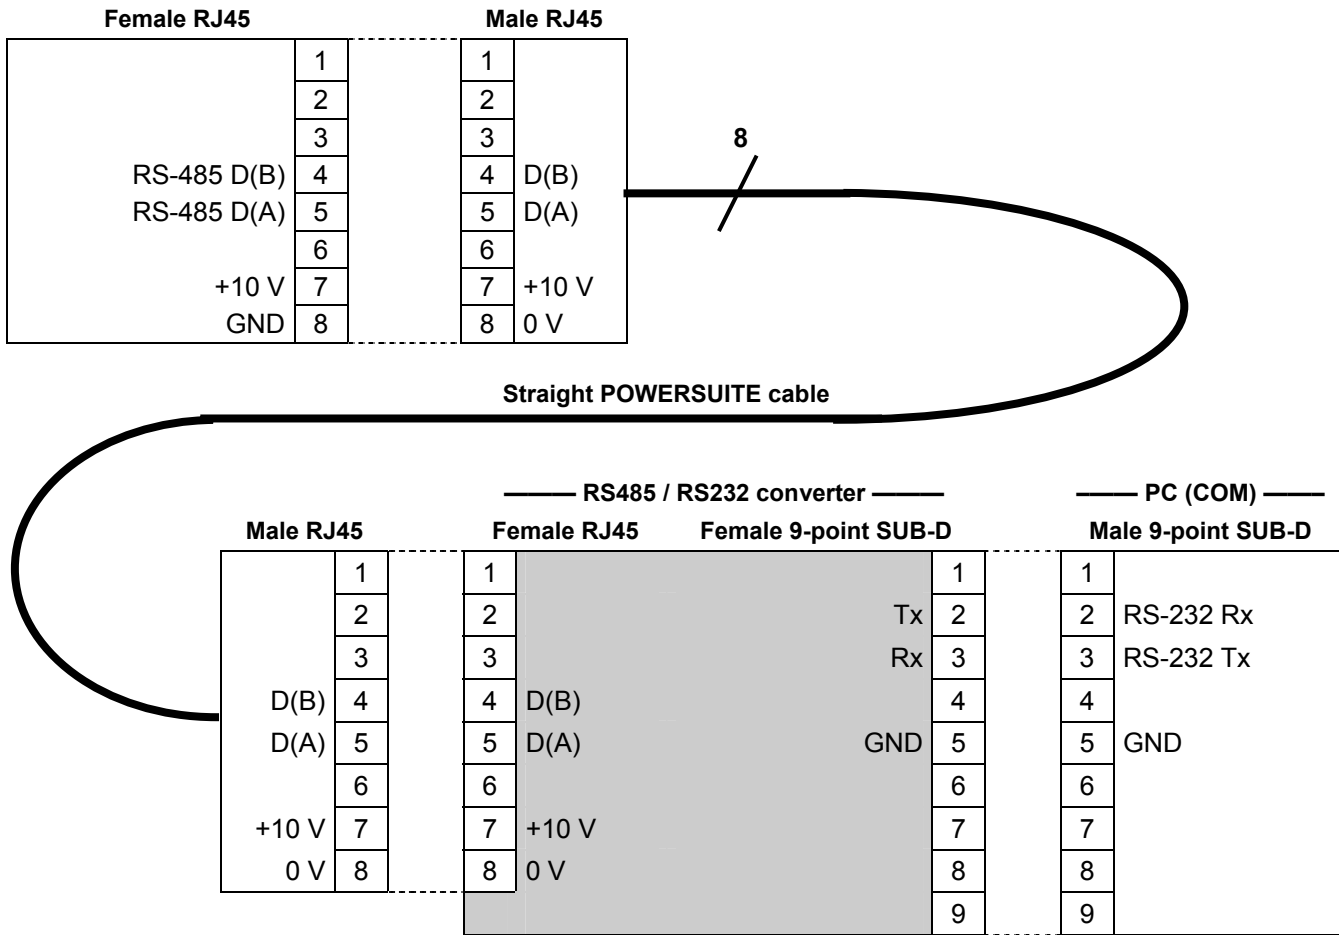 Female RJ45 Male RJ45
1 1
2 2
3 3
8
RS-485 D(B) 4 4 D(B)
RS-485 D(A) 5 5 D(A)
6 6
+10 V 7 7 +10 V
GND 8 8 0 V
Straight POWERSUITE cable
RS485 / RS232 converter PC (COM)
Male RJ45 Female RJ45 Female 9-point SUB-D Male 9-point SUB-D
1 1 1 1
2 2 Tx 2 2 RS-232 Rx
3 3 Rx 3 3 RS-232 Tx
D(B) 4 4 D(B) 4 4
D(A) 5 5 D(A) GND 5 5 GND
6 6 6 6
+10 V 7 7 +10 V 7 7
0 V 8 8 0 V 8 8
9 9